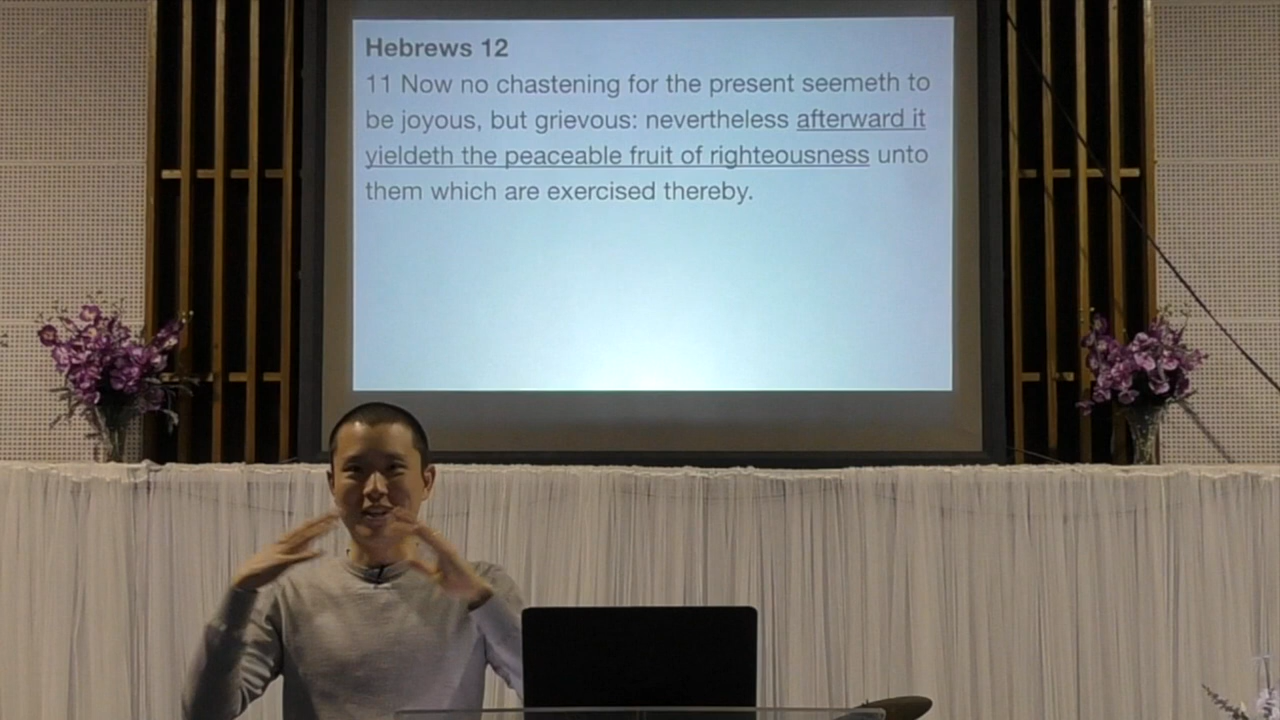 Hebrews 12
11 Now no chastening for the present seemeth to
be joyous, but grievous: nevertheless afterward it
yieldeth the peaceable fruit of righteousness unto
them which are exercised thereby.